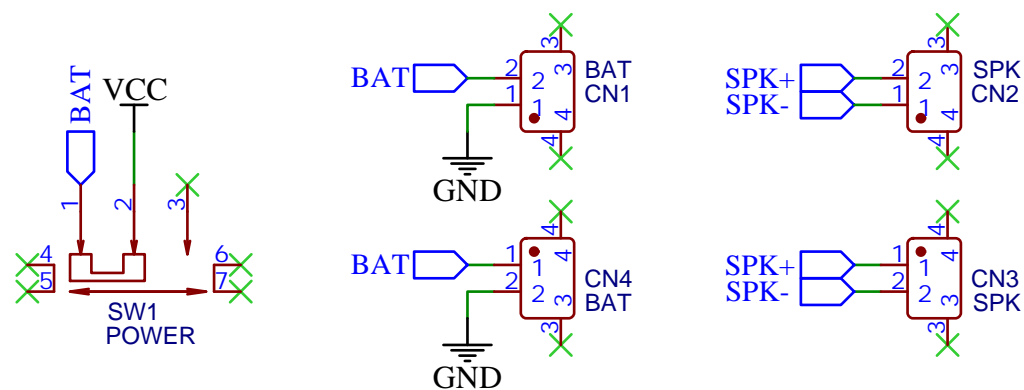 BAT
VCC
1
2
3
4
5
6
7
SW1
POWER
3
BAT
2
2
3
BAT
1
1
4
CN1
4
GND
4
BAT
1
1
4
CN4
2
2
3
BAT
3
GND
3
SPK+
2
2
3
SPK
SPK-
1
1
4
CN2
4
4
SPK+
1
1
4
CN3
SPK-
2
2
3
SPK
3